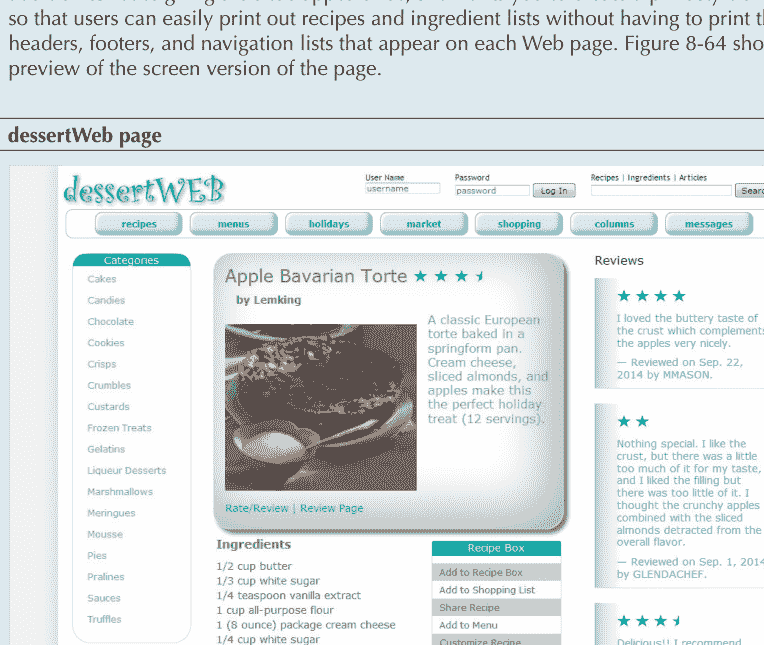 so that users can easily print out recipes and ingredient lists without having to print
headers, footers, and navigation lists that appear on each Web page. Figure 8-64
preview of the screen version of the page.
dessertWeb page
dessertWEB
User Name
Password
Recipes | Ingredients | Articles
username
password
Log In
recipes
menus
holidays
market
shopping
columns
messages
Categories
Cakes
Candies
Chocolate
Cookies
Crisps
Crumbles
Custards
Frozen Treats
Gelatins
Liqueur Desserts
Marshmallows
Meringues
Mousse
Pies
Pralines
Sauces
Truffles
Apple Bavarian Torte
by Lemking
A classic European
torte baked in a
springform pan.
Cream cheese,
sliced almonds, and
apples make this
the perfect holiday
treat (12 servings).
Rate/Review | Review Page
Ingredients
1/2 cup butter
1/3 cup white sugar
1/4 teaspoon vanilla extract
1 cup all-purpose flour
1 (8 ounce) package cream cheese
1/4 cup white sugar
Recipe Box
Add to Recipe Box
Add to Shopping List
Share Recipe
Add to Menu
Customize Recipe
Reviews
I loved the buttery taste of
the crust which complements
the apples very nicely.
— Reviewed on Sep. 22,
2014 by MMASON.
Nothing special. I like the
crust, but there was a little
too much of it for my taste,
and I liked the filling but
there was too little of it. I
thought the crunchy apples
combined with the sliced
almonds detracted from the
overall flavor.
— Reviewed on Sep. 1, 2014
by GLENDACHEF.
Delicious!! I recommend